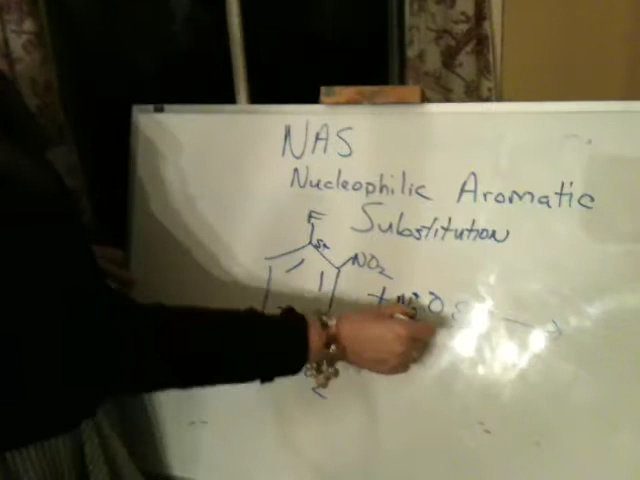 NAS
Nucleophilic Aromatic
Substitution
F
δ+
NO₂
+